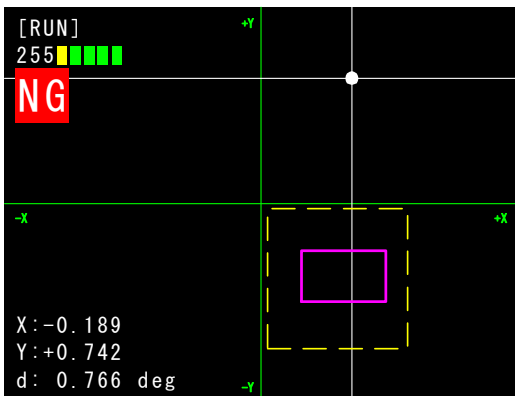 [RUN]
+Y
255
NG
-X
+X
X:-0.189
Y:+0.742
d: 0.766 deg
-Y